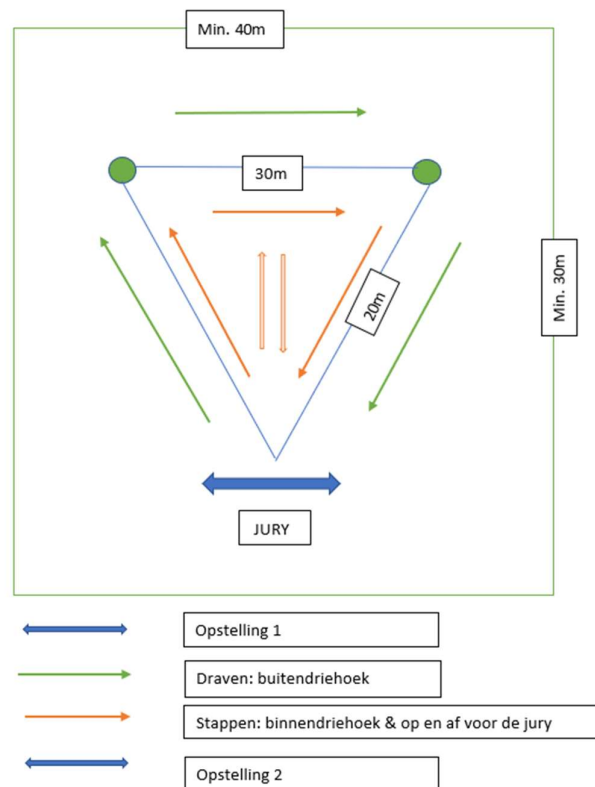 Min. 40m
30m
20m
Min. 30m
JURY
Opstelling 1
Draven: buitendriehoek
Stappen: binnendriehoek & op en af voor de jury
Opstelling 2